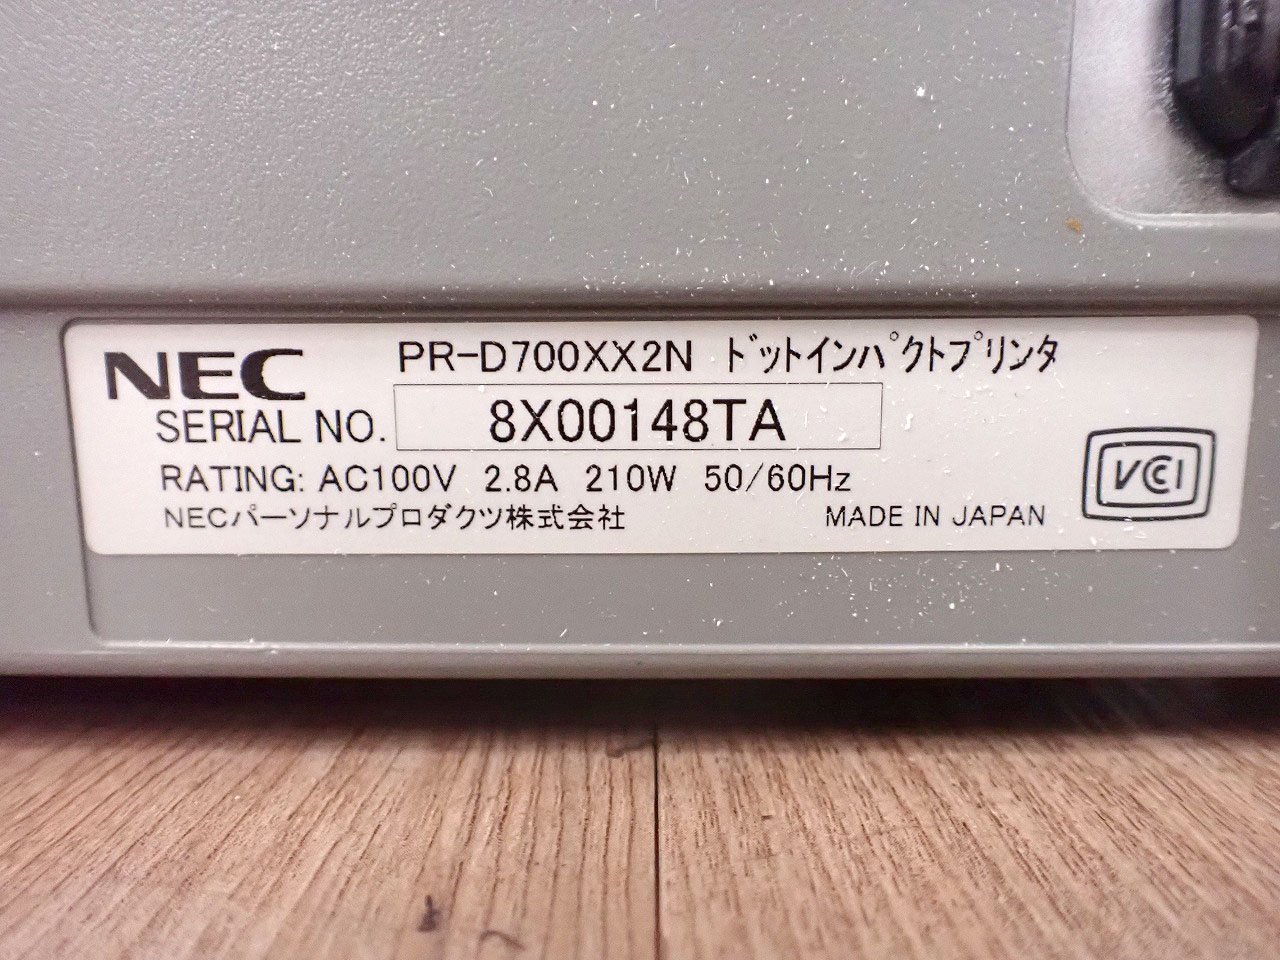 NEC PR-D700XX2N ﾄﾞｯﾄｲﾝﾊﾟｸﾄﾌﾟﾘﾝﾀ
SERIAL NO. 8X00148TA
RATING: AC100V 2.8A 210W 50/60Hz
NECパーソナルプロダクツ株式会社 MADE IN JAPAN
VCCI